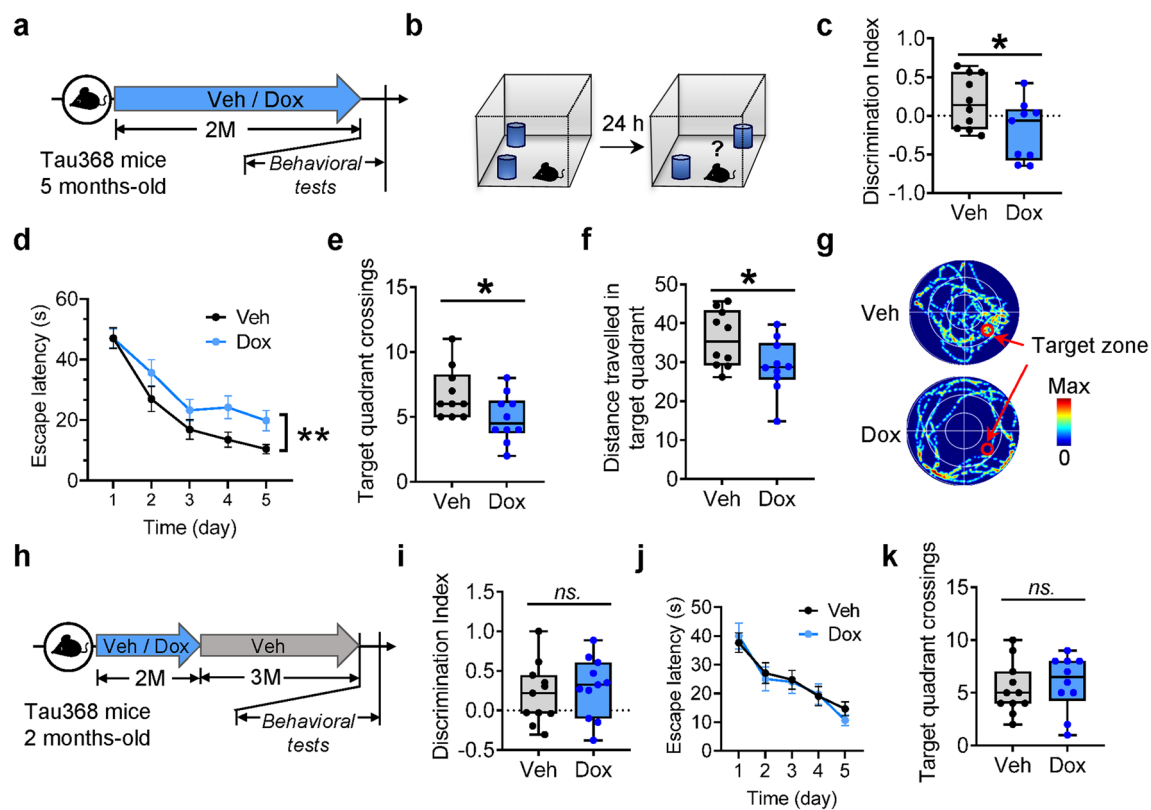 a
Veh / Dox
2M
Tau368 mice
5 months-old
Behavioral
tests
b
24 h
?
c
Discrimination Index
1.0
0.5
0.0
-0.5
-1.0
*
Veh
Dox
d
Escape latency (s)
60
40
20
0
Veh
Dox
**
1
2
3
4
5
Time (day)
e
Target quadrant crossings
15
10
5
0
*
Veh
Dox
f
Distance travelled in
target quadrant
50
40
30
20
10
0
*
Veh
Dox
g
Veh
Dox
Target zone
Max
0
h
Veh / Dox
Veh
2M
3M
Tau368 mice
2 months-old
Behavioral
tests
i
Discrimination Index
1.5
1.0
0.5
0.0
-0.5
ns.
Veh
Dox
j
Escape latency (s)
50
40
30
20
10
0
Veh
Dox
1
2
3
4
5
Time (day)
k
Target quadrant crossings
15
10
5
0
ns.
Veh
Dox